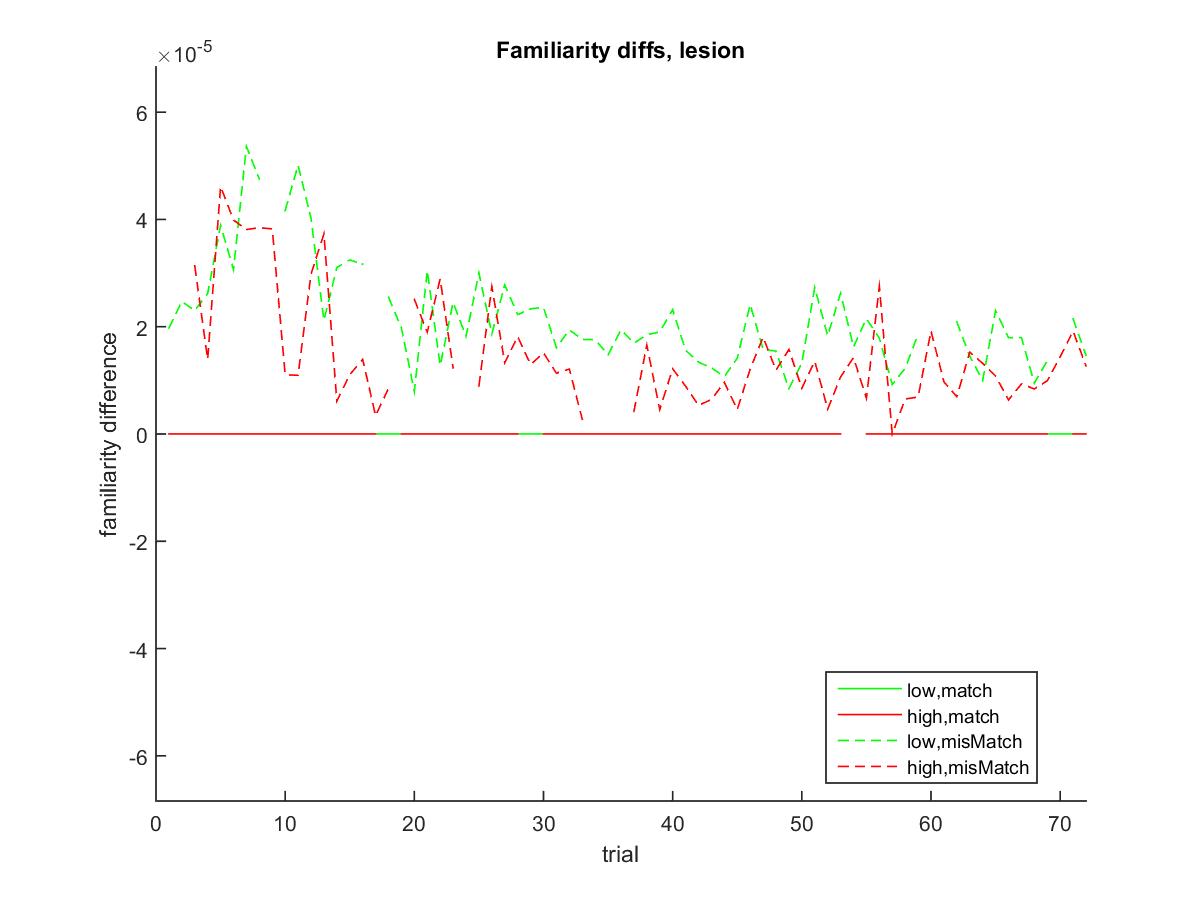 Familiarity diffs, lesion
×10-5
6
4
2
0
-2
-4
-6
familiarity difference
0 10 20 30 40 50 60 70
trial
low,match
high,match
low,misMatch
high,misMatch